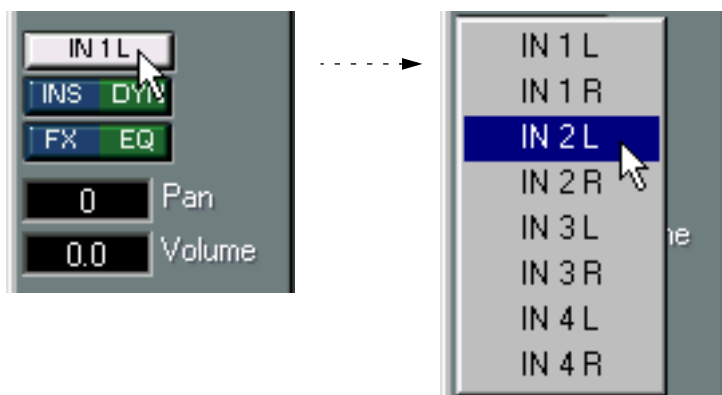 IN 1 L
INS DYN
FX EQ
0 Pan
0.0 Volume
IN 1 L
IN 1 R
IN 2 L
IN 2 R
IN 3 L
IN 3 R
IN 4 L
IN 4 R